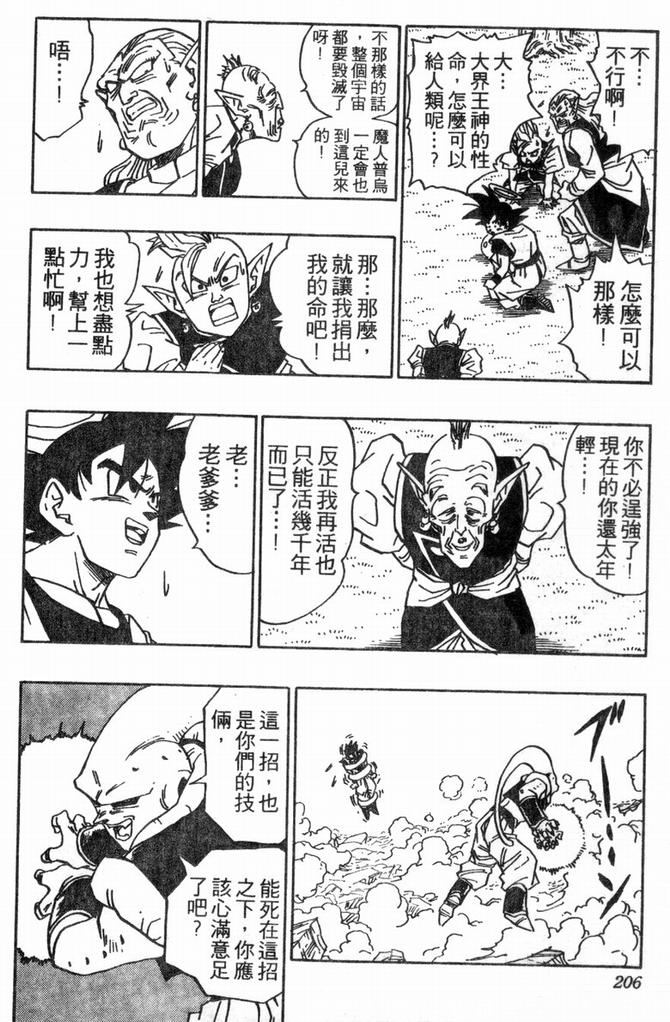 不…
不行啊！
大…
大界王神的性
命，怎麼可以
給人類呢…？
怎麼可以
那樣！
不那樣的話
，整個宇宙
都要毀滅了
呀！
魔人普烏
一定會也
到這兒來
的！
唔…！
那…那麼，
就讓我捐出
我的命吧！
我也想盡點
力，幫上一
點忙啊！
你不必逞強了！
現在的你還太年
輕…！
反正我再活也
只能活幾千年
而已了…！
老…
老爹爹…
ブッ
這一招，也
是你們的技
倆，
能死在這招
之下，你應
該心滿意足
了吧？
206